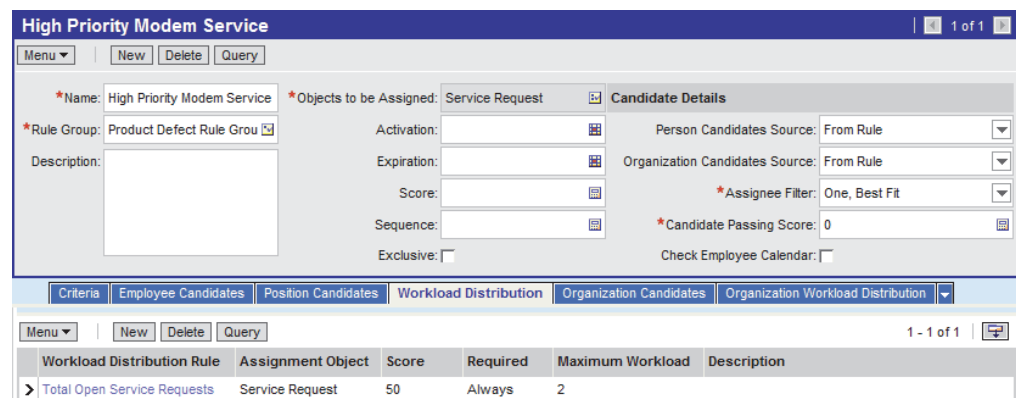 High Priority Modem Service 1 of 1
Menu New Delete Query
*Name: High Priority Modem Service *Objects to be Assigned: Service Request Candidate Details
*Rule Group: Product Defect Rule Grou Activation: Person Candidates Source: From Rule
Description: Expiration: Organization Candidates Source: From Rule
Score: *Assignee Filter: One, Best Fit
Sequence: *Candidate Passing Score: 0
Exclusive: Check Employee Calendar:
Criteria Employee Candidates Position Candidates Workload Distribution Organization Candidates Organization Workload Distribution
Menu New Delete Query 1 - 1 of 1
Workload Distribution Rule Assignment Object Score Required Maximum Workload Description
Total Open Service Requests Service Request 50 Always 2